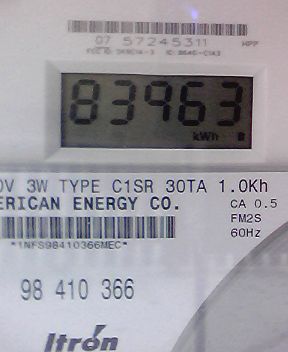 07 57245311 HPF
83963
kWh
0V 3W TYPE C1SR 30TA 1.0Kh
ERICAN ENERGY CO. CA 0.5
FM2S
*1NFS98410366MEC* 60Hz
98 410 366
Itron